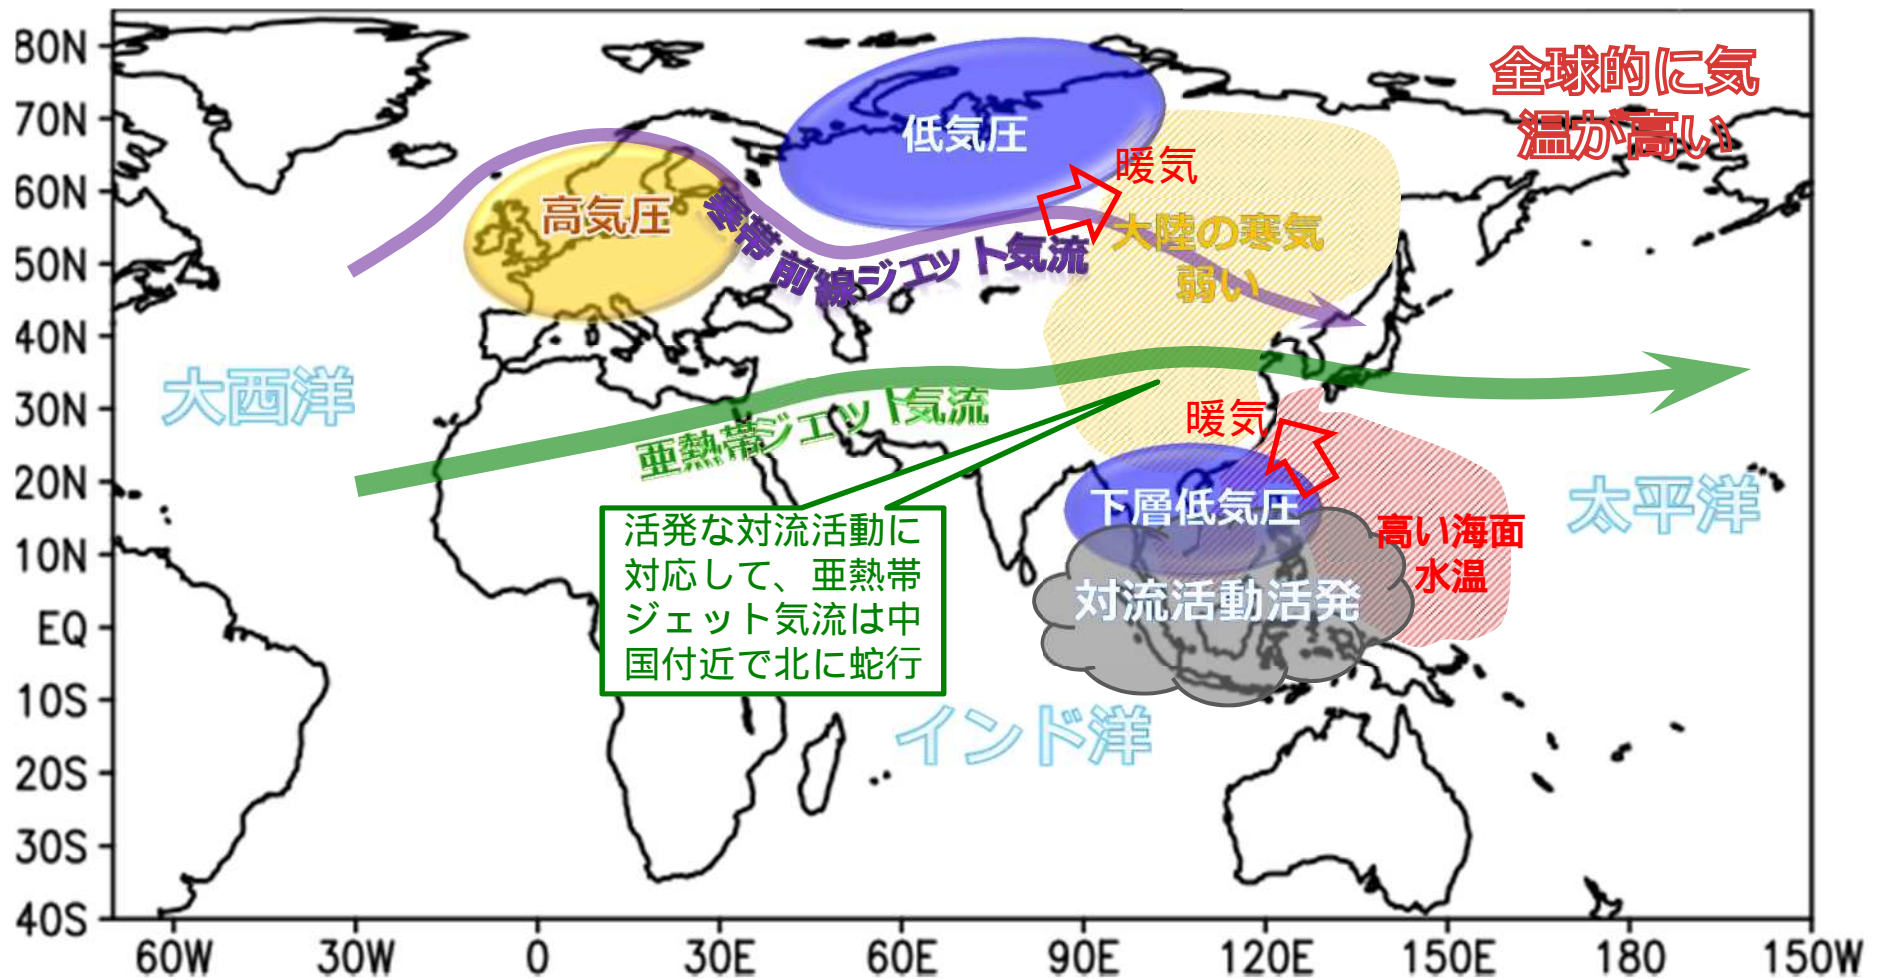 80N
70N
60N
50N
40N
30N
20N
10N
EQ
10S
20S
30S
40S
60W
30W
0
30E
60E
90E
120E
150E
180
150W
全球的に気
温が高い
低気圧
暖気
高気圧
寒帯前線ジェット気流
大陸の寒気
弱い
大西洋
亜熱帯ジェット気流
暖気
下層低気圧
太平洋
高い海面
水温
活発な対流活動に
対応して、亜熱帯
ジェット気流は中
国付近で北に蛇行
対流活動活発
インド洋